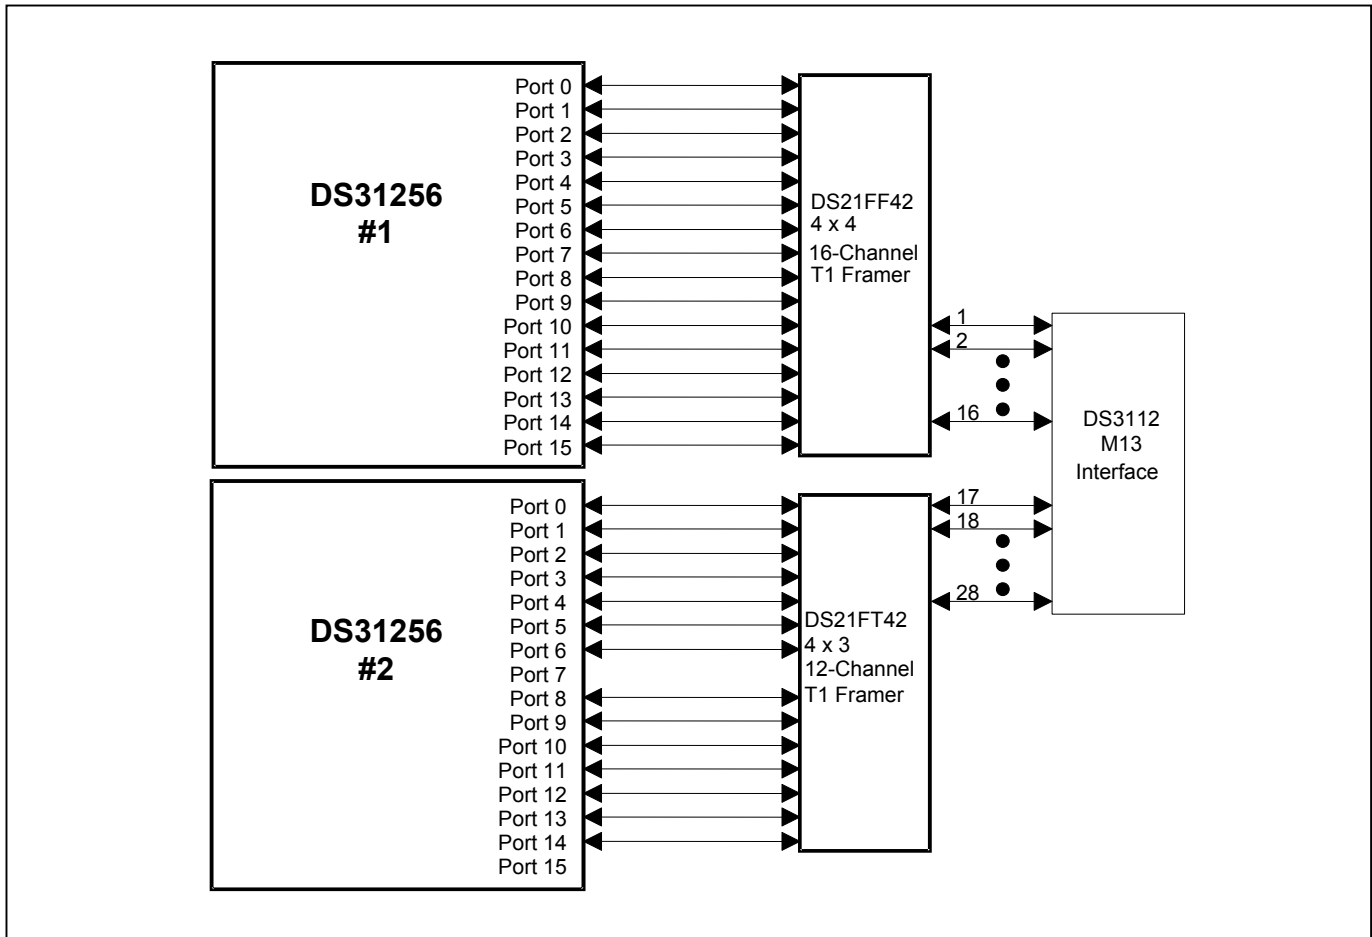 Port 0
Port 1
Port 2
Port 3
Port 4
Port 5
Port 6
Port 7
Port 8
Port 9
Port 10
Port 11
Port 12
Port 13
Port 14
Port 15
DS31256
#1
DS21FF42
4 x 4
16-Channel
T1 Framer
1
2
16
DS3112
M13
Interface
Port 0
Port 1
Port 2
Port 3
Port 4
Port 5
Port 6
Port 7
Port 8
Port 9
Port 10
Port 11
Port 12
Port 13
Port 14
Port 15
DS31256
#2
DS21FT42
4 x 3
12-Channel
T1 Framer
17
18
28